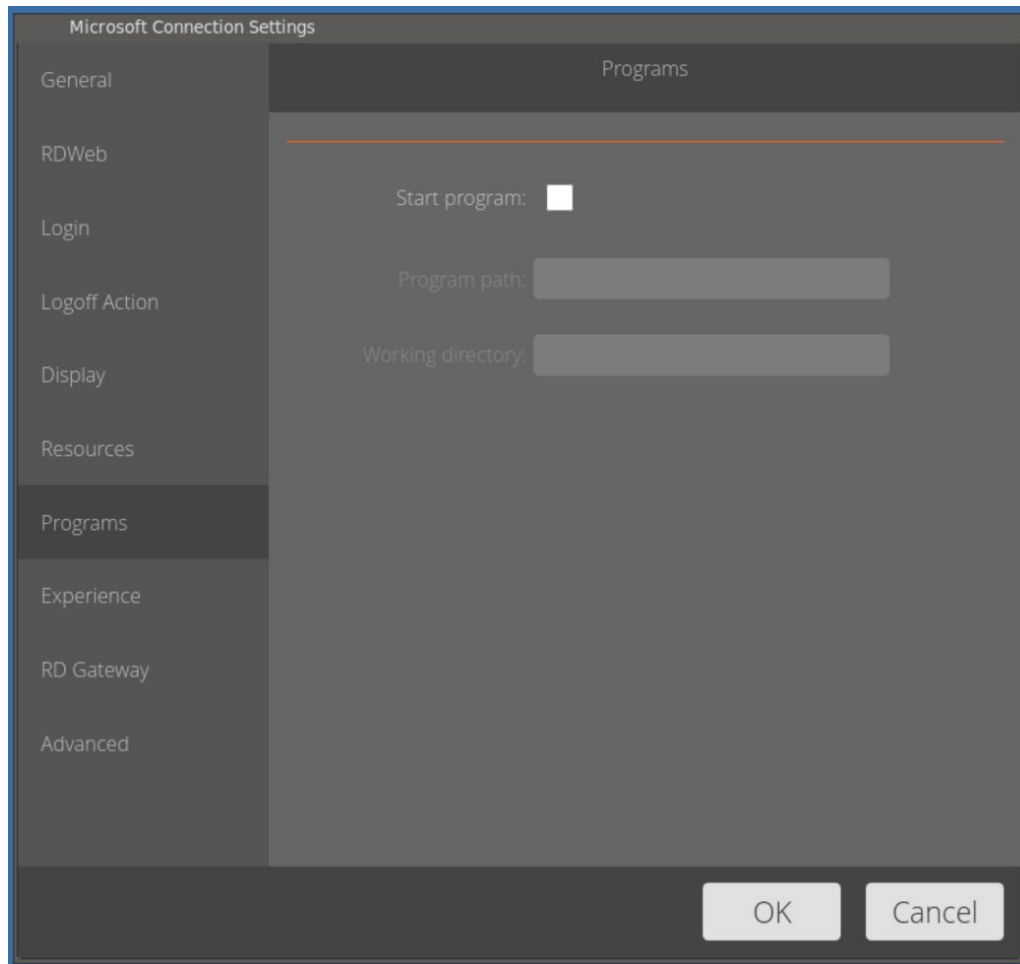 Microsoft Connection Settings
General
RDWeb
Login
Logoff Action
Display
Resources
Programs
Experience
RD Gateway
Advanced
Programs
Start program:
Program path:
Working directory:
OK
Cancel